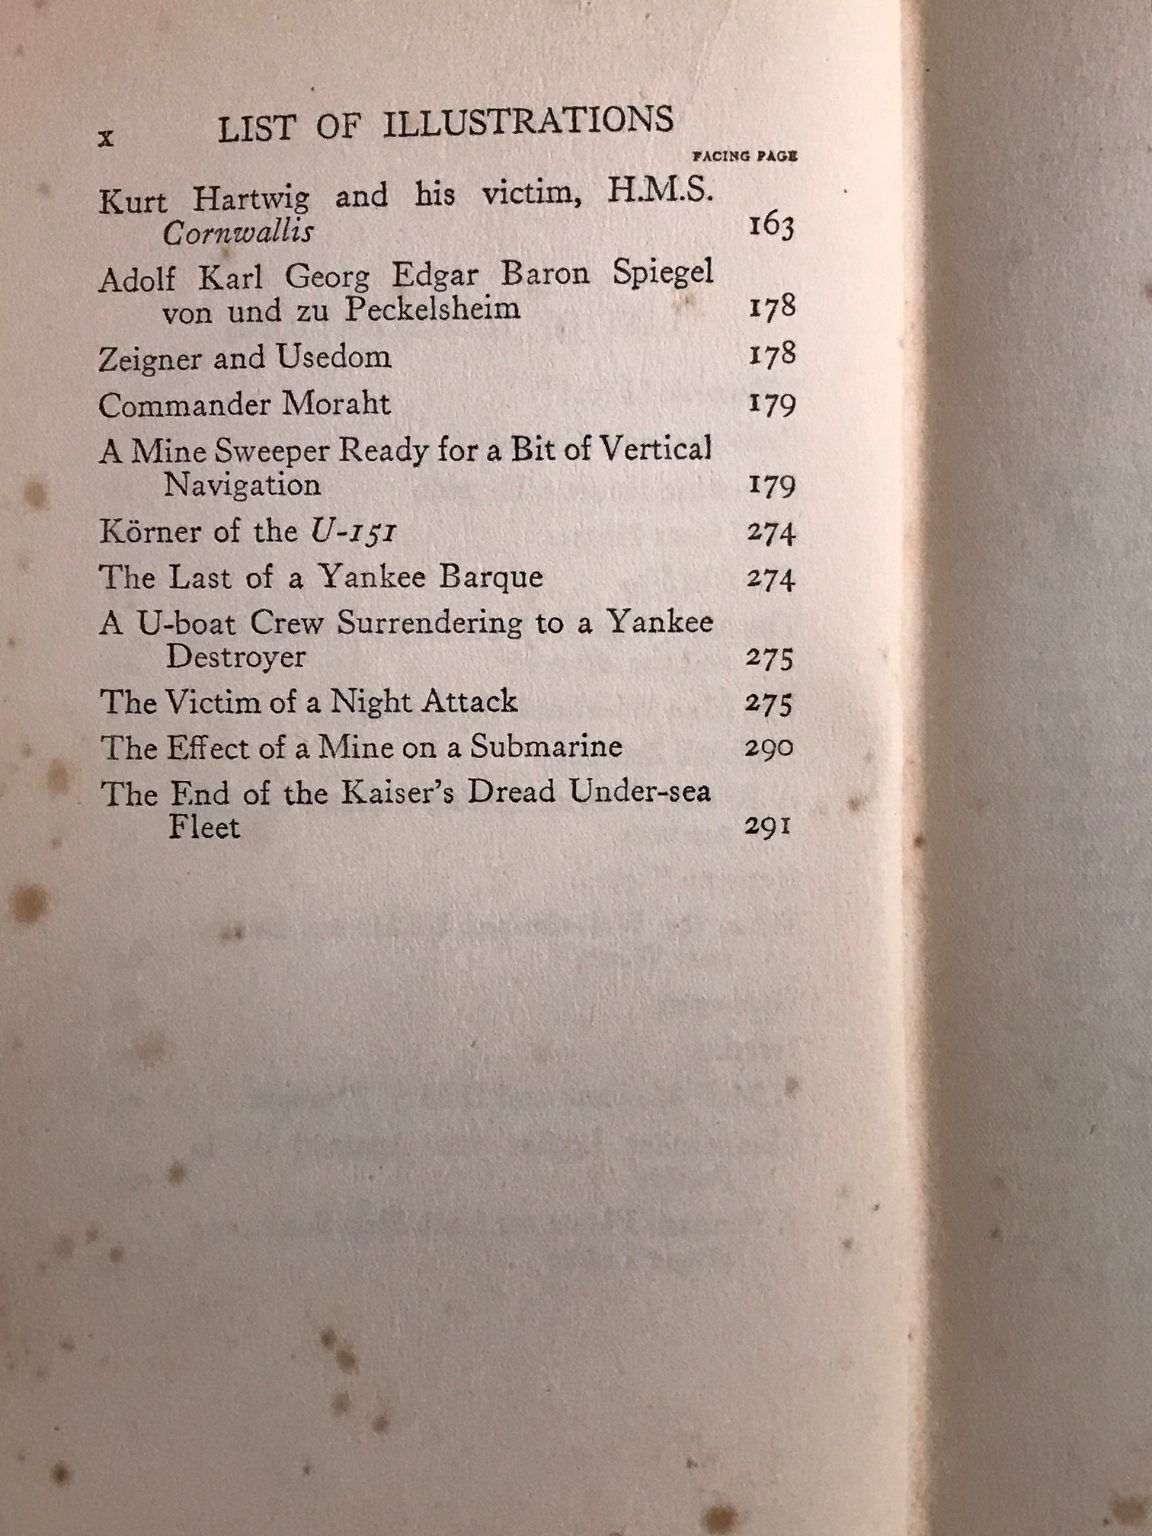 x LIST OF ILLUSTRATIONS
FACING PAGE
Kurt Hartwig and his victim, H.M.S.
Cornwallis 163
Adolf Karl Georg Edgar Baron Spiegel
von und zu Peckelsheim 178
Zeigner and Usedom 178
Commander Moraht 179
A Mine Sweeper Ready for a Bit of Vertical
Navigation 179
Körner of the U-151 274
The Last of a Yankee Barque 274
A U-boat Crew Surrendering to a Yankee
Destroyer 275
The Victim of a Night Attack 275
The Effect of a Mine on a Submarine 290
The End of the Kaiser's Dread Under-sea
Fleet 291